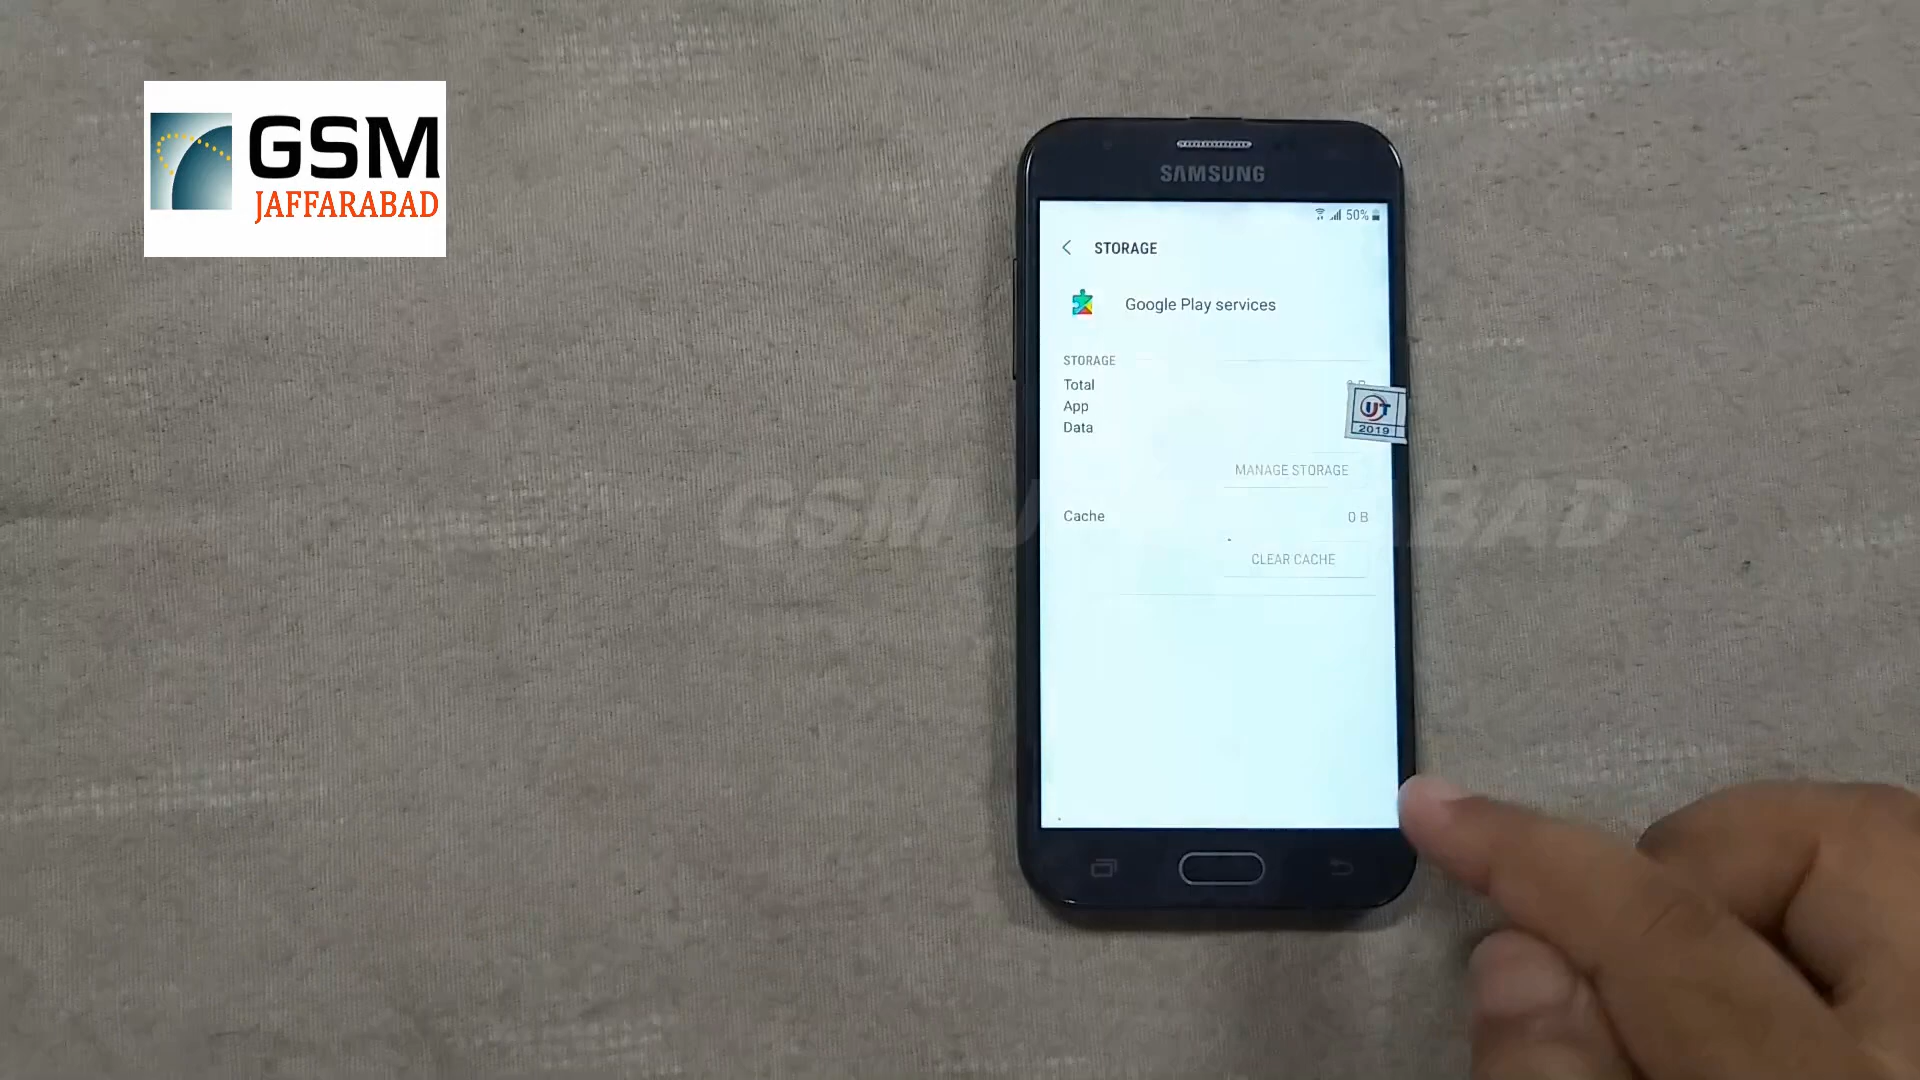 GSM
JAFFARABAD
SAMSUNG
50%
STORAGE
Google Play services
STORAGE
Total
App
Data
UT
2019
MANAGE STORAGE
Cache
0 B
CLEAR CACHE